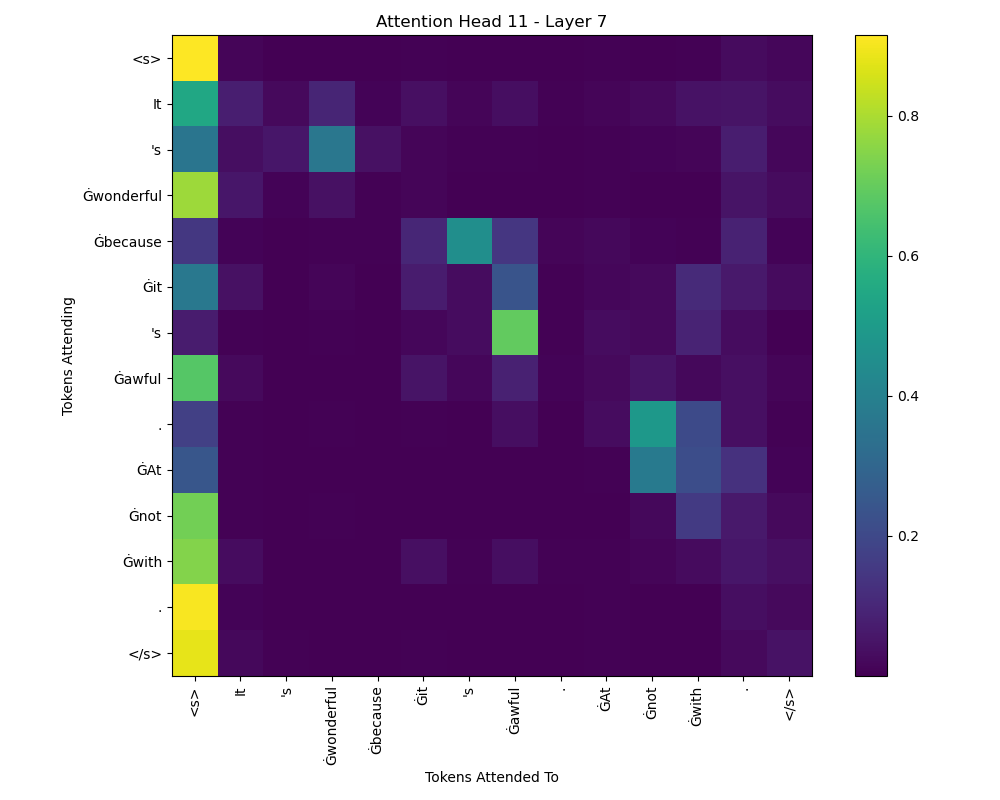 Attention Head 11 - Layer 7
Tokens Attending
<s>
It
's
Ġwonderful
Ġbecause
Ġit
's
Ġawful
.
ĠAt
Ġnot
Ġwith
.
</s>
<s>
It
's
Ġwonderful
Ġbecause
Ġit
's
Ġawful
.
ĠAt
Ġnot
Ġwith
.
</s>
Tokens Attended To
0.8
0.6
0.4
0.2